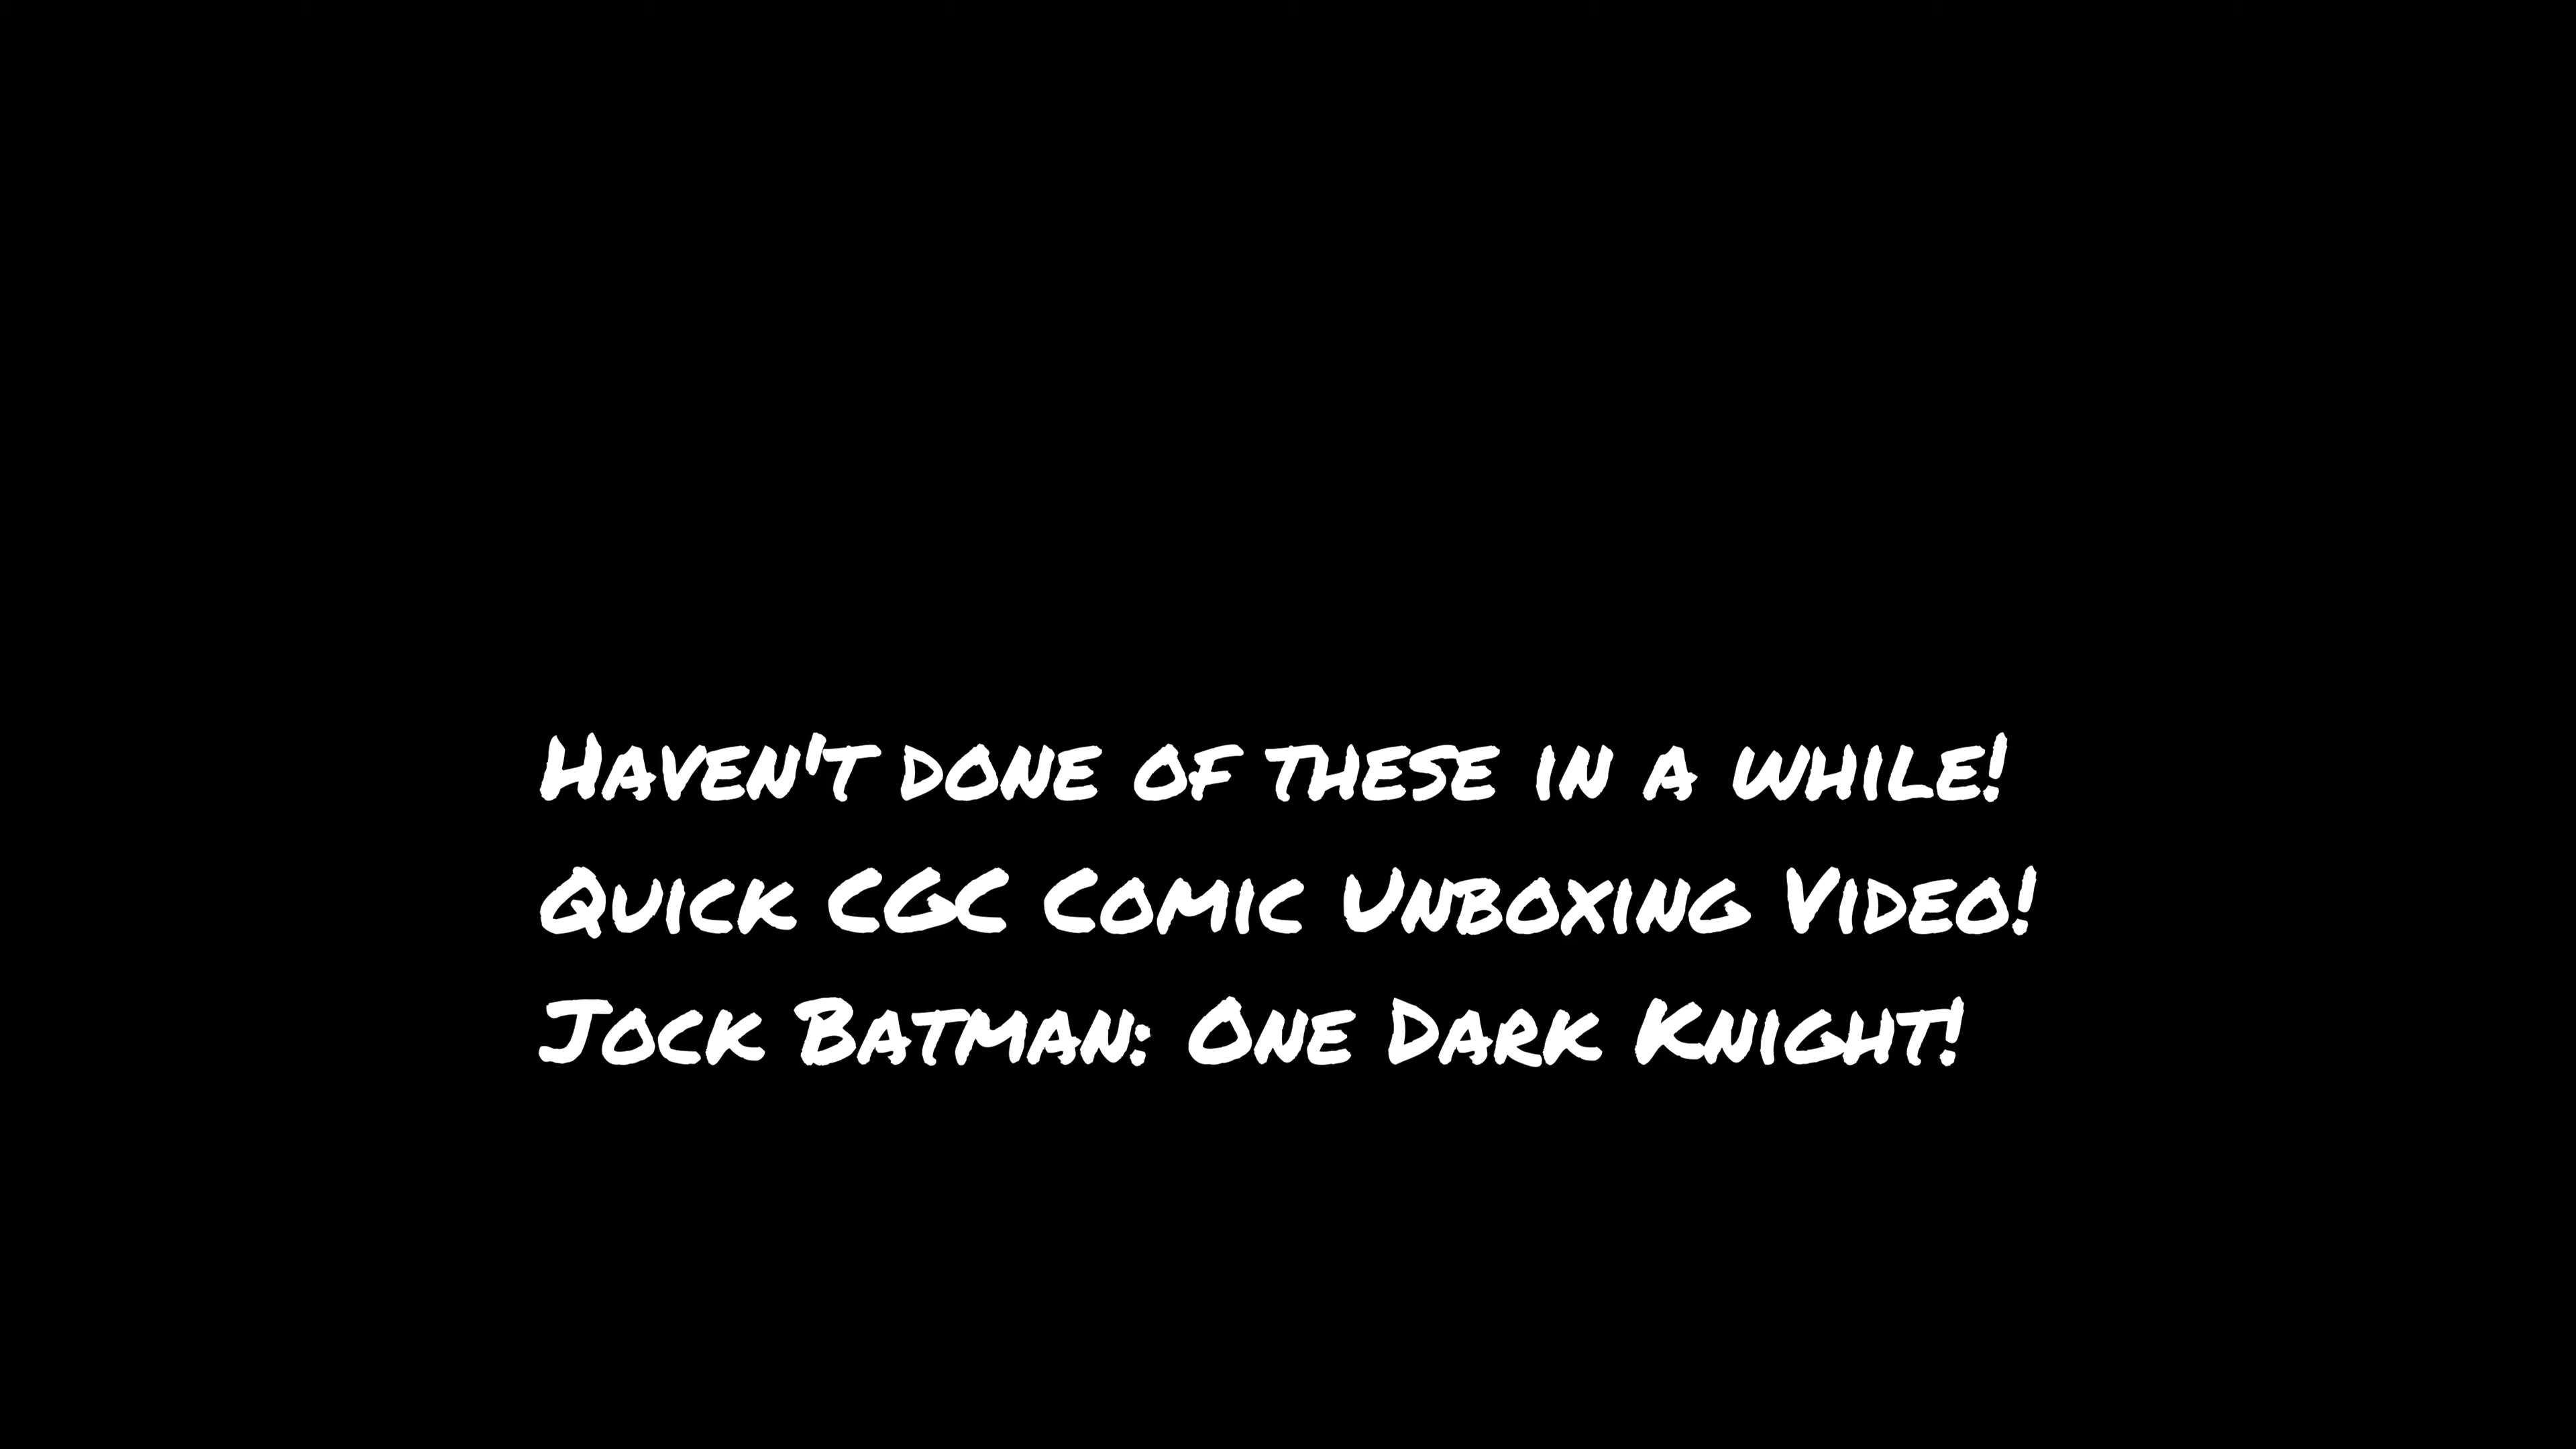 Haven't done of these in a while!
Quick CGC Comic Unboxing Video!
Jock Batman: One Dark Knight!